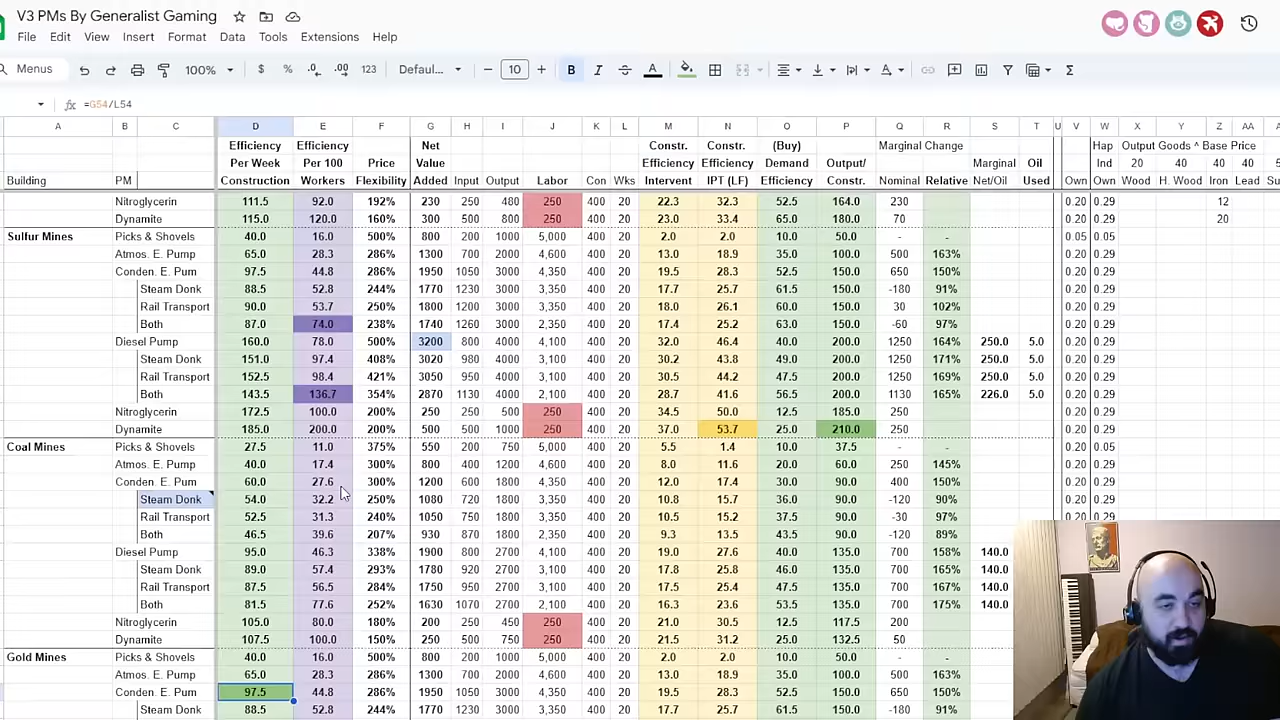 V3 PMs By Generalist Gaming
File Edit View Insert Format Data Tools Extensions Help
Menus 100% $ % .0 .00 123 Defaul... 10 B I A Σ
fx =G54/L54
A B C D E F G H I J K L M N O P Q R S T U V W X Y Z AA
Efficiency Efficiency Net Constr. Constr. (Buy) Marginal Change Hap Output Goods ^ Base Price
Per Week Per 100 Price Value Efficiency Efficiency Demand Output/ Marginal Oil Ind 20 40 40 40
Building PM Construction Workers Flexibility Added Input Output Labor Con Wks Intervent IPT (LF) Efficiency Constr. Nominal Relative Net/Oil Used Own Own Wood H. Wood Iron Lead
Nitroglycerin 111.5 92.0 192% 230 250 480 250 400 20 22.3 32.3 52.5 164.0 230 0.20 0.29 12
Dynamite 115.0 120.0 160% 300 500 800 250 400 20 23.0 33.4 65.0 180.0 70 0.20 0.29 20
Sulfur Mines Picks & Shovels 40.0 16.0 500% 800 200 1000 5,000 400 20 2.0 2.0 10.0 50.0 - - 0.05 0.05
Atmos. E. Pump 65.0 28.3 286% 1300 700 2000 4,600 400 20 13.0 18.9 35.0 100.0 500 163% 0.20 0.29
Conden. E. Pum 97.5 44.8 286% 1950 1050 3000 4,350 400 20 19.5 28.3 52.5 150.0 650 150% 0.20 0.29
Steam Donk 88.5 52.8 244% 1770 1230 3000 3,350 400 20 17.7 25.7 61.5 150.0 -180 91% 0.20 0.29
Rail Transport 90.0 53.7 250% 1800 1200 3000 3,350 400 20 18.0 26.1 60.0 150.0 30 102% 0.20 0.29
Both 87.0 74.0 238% 1740 1260 3000 2,350 400 20 17.4 25.2 63.0 150.0 -60 97% 0.20 0.29
Diesel Pump 160.0 78.0 500% 3200 800 4000 4,100 400 20 32.0 46.4 40.0 200.0 1250 164% 250.0 5.0 0.20 0.29
Steam Donk 151.0 97.4 408% 3020 980 4000 3,100 400 20 30.2 43.8 49.0 200.0 1250 171% 250.0 5.0 0.20 0.29
Rail Transport 152.5 98.4 421% 3050 950 4000 3,100 400 20 30.5 44.2 47.5 200.0 1250 169% 250.0 5.0 0.20 0.29
Both 143.5 136.7 354% 2870 1130 4000 2,100 400 20 28.7 41.6 56.5 200.0 1130 165% 226.0 5.0 0.20 0.29
Nitroglycerin 172.5 100.0 200% 250 250 500 250 400 20 34.5 50.0 12.5 185.0 250 0.20 0.29
Dynamite 185.0 200.0 200% 500 500 1000 250 400 20 37.0 53.7 25.0 210.0 250 0.20 0.29
Coal Mines Picks & Shovels 27.5 11.0 375% 550 200 750 5,000 400 20 5.5 1.4 10.0 37.5 - - 0.20 0.05
Atmos. E. Pump 40.0 17.4 300% 800 400 1200 4,600 400 20 8.0 11.6 20.0 60.0 250 145% 0.20 0.29
Conden. E. Pum 60.0 27.6 300% 1200 600 1800 4,350 400 20 12.0 17.4 30.0 90.0 400 150% 0.20 0.29
Steam Donk 54.0 32.2 250% 1080 720 1800 3,350 400 20 10.8 15.7 36.0 90.0 -120 90% 0.20 0.29
Rail Transport 52.5 31.3 240% 1050 750 1800 3,350 400 20 10.5 15.2 37.5 90.0 -30 97% 0.20 0.29
Both 46.5 39.6 207% 930 870 1800 2,350 400 20 9.3 13.5 43.5 90.0 -120 89%
Diesel Pump 95.0 46.3 338% 1900 800 2700 4,100 400 20 19.0 27.6 40.0 135.0 700 158% 140.0
Steam Donk 89.0 57.4 293% 1780 920 2700 3,100 400 20 17.8 25.8 46.0 135.0 700 165% 140.0
Rail Transport 87.5 56.5 284% 1750 950 2700 3,100 400 20 17.5 25.4 47.5 135.0 700 167% 140.0
Both 81.5 77.6 252% 1630 1070 2700 2,100 400 20 16.3 23.6 53.5 135.0 700 175% 140.0
Nitroglycerin 105.0 80.0 180% 200 250 450 250 400 20 21.0 30.5 12.5 117.5 200
Dynamite 107.5 100.0 150% 250 500 750 250 400 20 21.5 31.2 25.0 132.5 50
Gold Mines Picks & Shovels 40.0 16.0 500% 800 200 1000 5,000 400 20 2.0 2.0 10.0 50.0 - -
Atmos. E. Pump 65.0 28.3 286% 1300 700 2000 4,600 400 20 13.0 18.9 35.0 100.0 500 163%
Conden. E. Pum 97.5 44.8 286% 1950 1050 3000 4,350 400 20 19.5 28.3 52.5 150.0 650 150%
Steam Donk 88.5 52.8 244% 1770 1230 3000 3,350 400 20 17.7 25.7 61.5 150.0 -180 91%